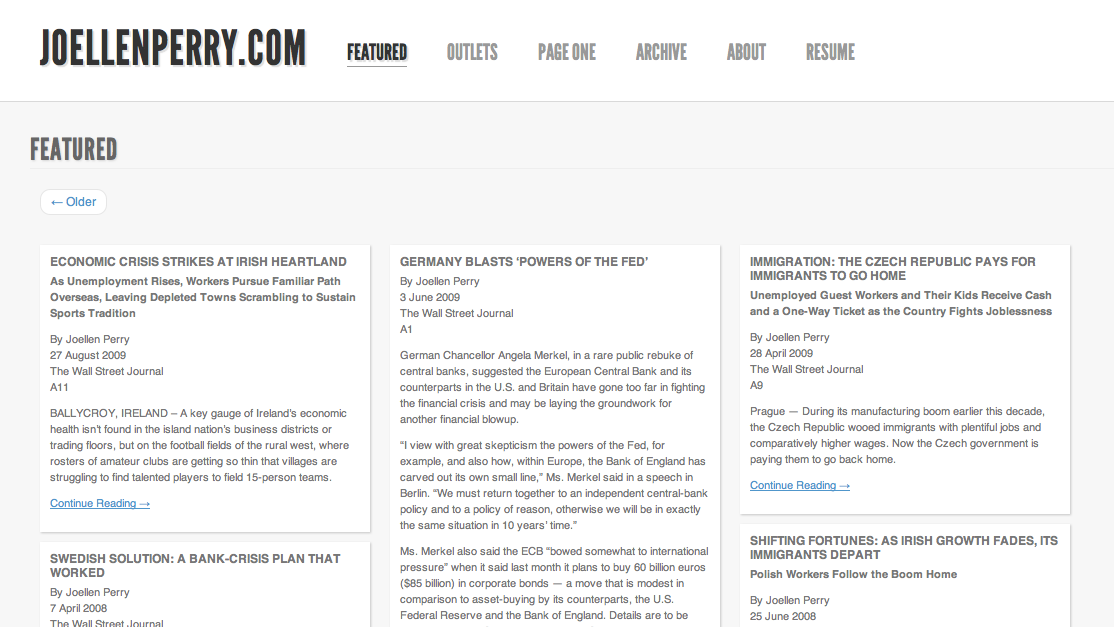 JOELLENPERRY.COM
FEATURED
OUTLETS
PAGE ONE
ARCHIVE
ABOUT
RESUME
FEATURED
← Older
ECONOMIC CRISIS STRIKES AT IRISH HEARTLAND
As Unemployment Rises, Workers Pursue Familiar Path
Overseas, Leaving Depleted Towns Scrambling to Sustain
Sports Tradition
By Joellen Perry
27 August 2009
The Wall Street Journal
A11
BALLYCROY, IRELAND – A key gauge of Ireland’s economic
health isn’t found in the island nation’s business districts or
trading floors, but on the football fields of the rural west, where
rosters of amateur clubs are getting so thin that villages are
struggling to find talented players to field 15-person teams.
Continue Reading →
SWEDISH SOLUTION: A BANK-CRISIS PLAN THAT
WORKED
By Joellen Perry
7 April 2008
The Wall Street Journal
GERMANY BLASTS ‘POWERS OF THE FED’
By Joellen Perry
3 June 2009
The Wall Street Journal
A1
German Chancellor Angela Merkel, in a rare public rebuke of
central banks, suggested the European Central Bank and its
counterparts in the U.S. and Britain have gone too far in fighting
the financial crisis and may be laying the groundwork for
another financial blowup.
“I view with great skepticism the powers of the Fed, for
example, and also how, within Europe, the Bank of England has
carved out its own small line,” Ms. Merkel said in a speech in
Berlin. “We must return together to an independent central-bank
policy and to a policy of reason, otherwise we will be in exactly
the same situation in 10 years’ time.”
Ms. Merkel also said the ECB “bowed somewhat to international
pressure” when it said last month it plans to buy 60 billion euros
($85 billion) in corporate bonds — a move that is modest in
comparison to asset-buying by its counterparts, the U.S.
Federal Reserve and the Bank of England. Details are to be
IMMIGRATION: THE CZECH REPUBLIC PAYS FOR
IMMIGRANTS TO GO HOME
Unemployed Guest Workers and Their Kids Receive Cash
and a One-Way Ticket as the Country Fights Joblessness
By Joellen Perry
28 April 2009
The Wall Street Journal
A9
Prague — During its manufacturing boom earlier this decade,
the Czech Republic wooed immigrants with plentiful jobs and
comparatively higher wages. Now the Czech government is
paying them to go back home.
Continue Reading →
SHIFTING FORTUNES: AS IRISH GROWTH FADES, ITS
IMMIGRANTS DEPART
Polish Workers Follow the Boom Home
By Joellen Perry
25 June 2008